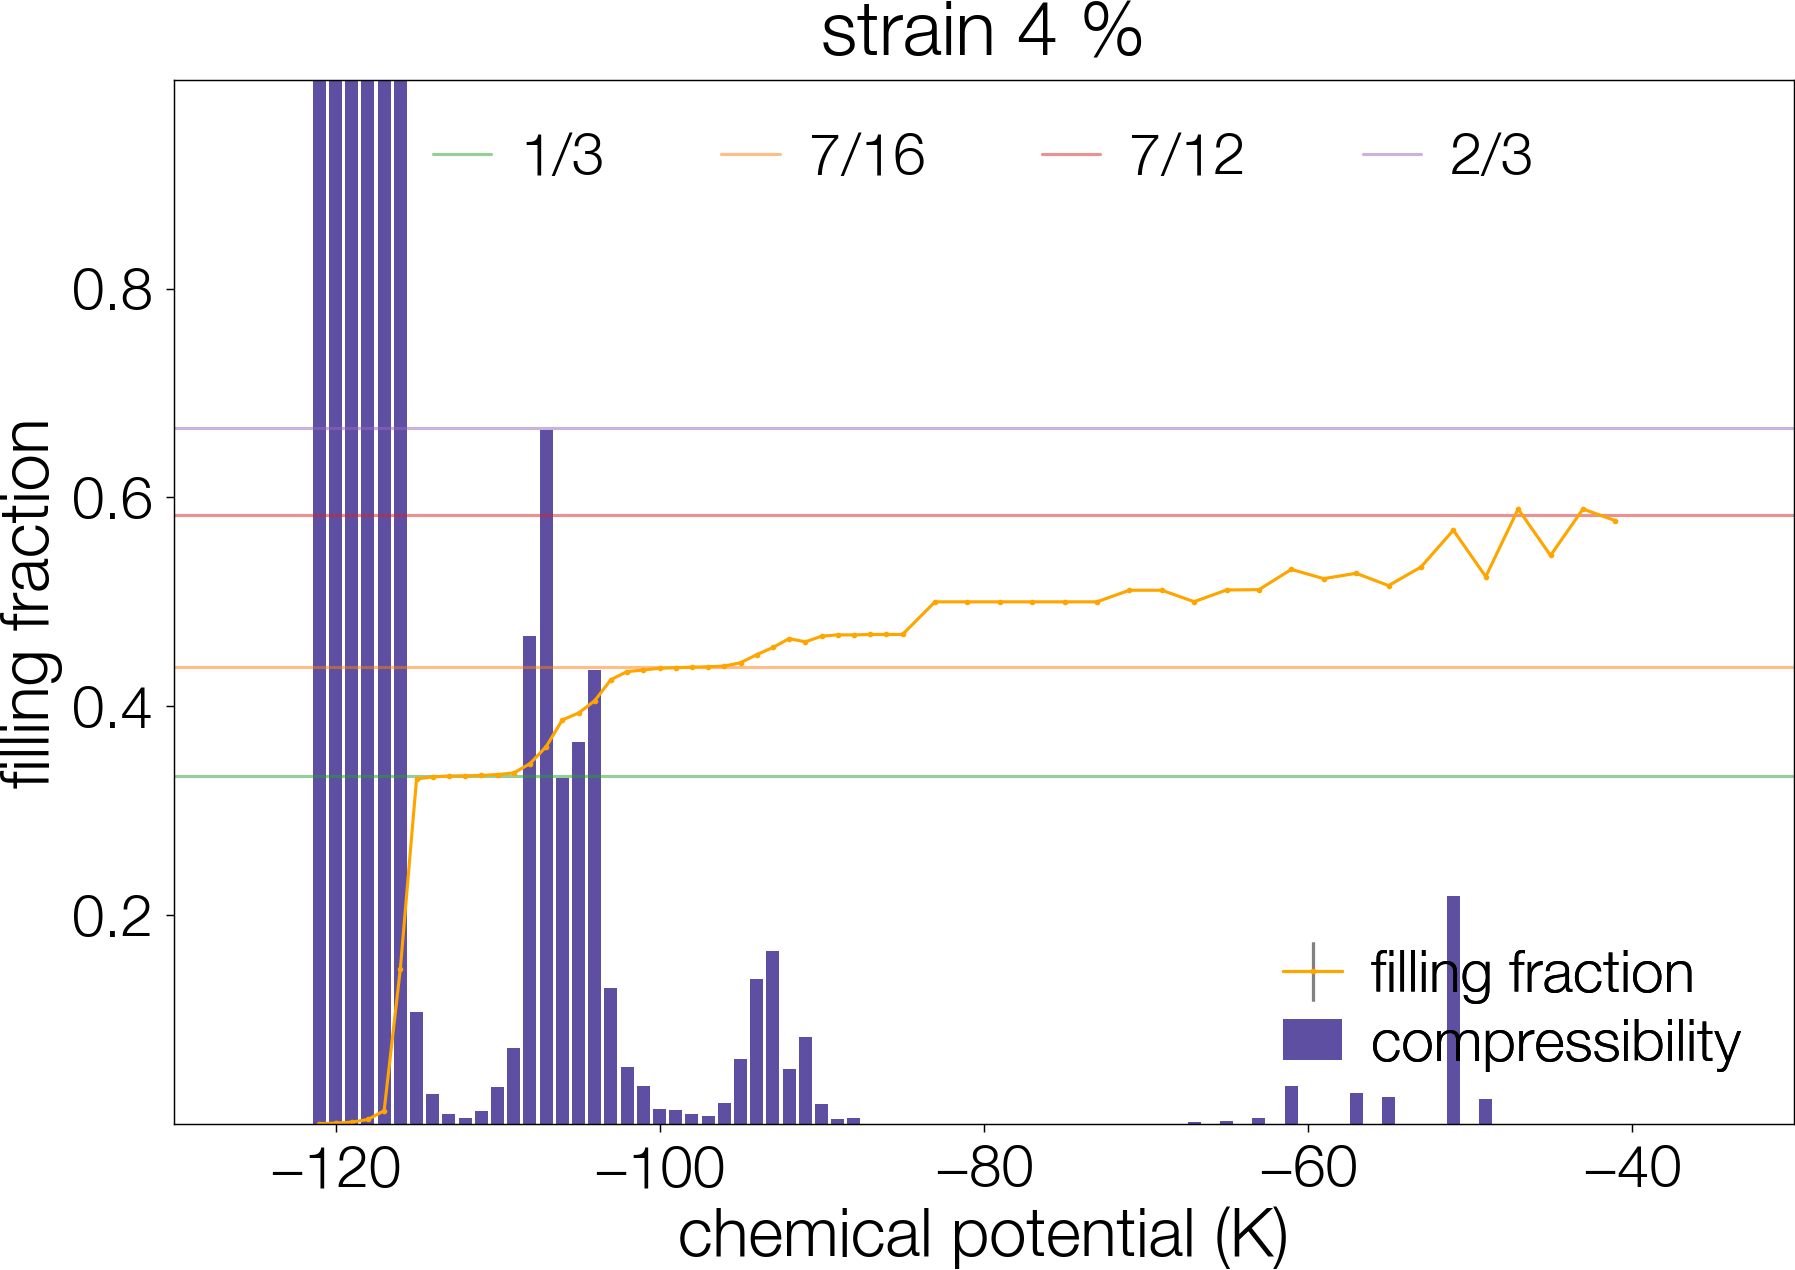 strain 4 %
1/3 7/16 7/12 2/3
0.8
0.6
0.4
0.2
filling fraction
filling fraction
compressibility
−120 −100 −80 −60 −40
chemical potential (K)